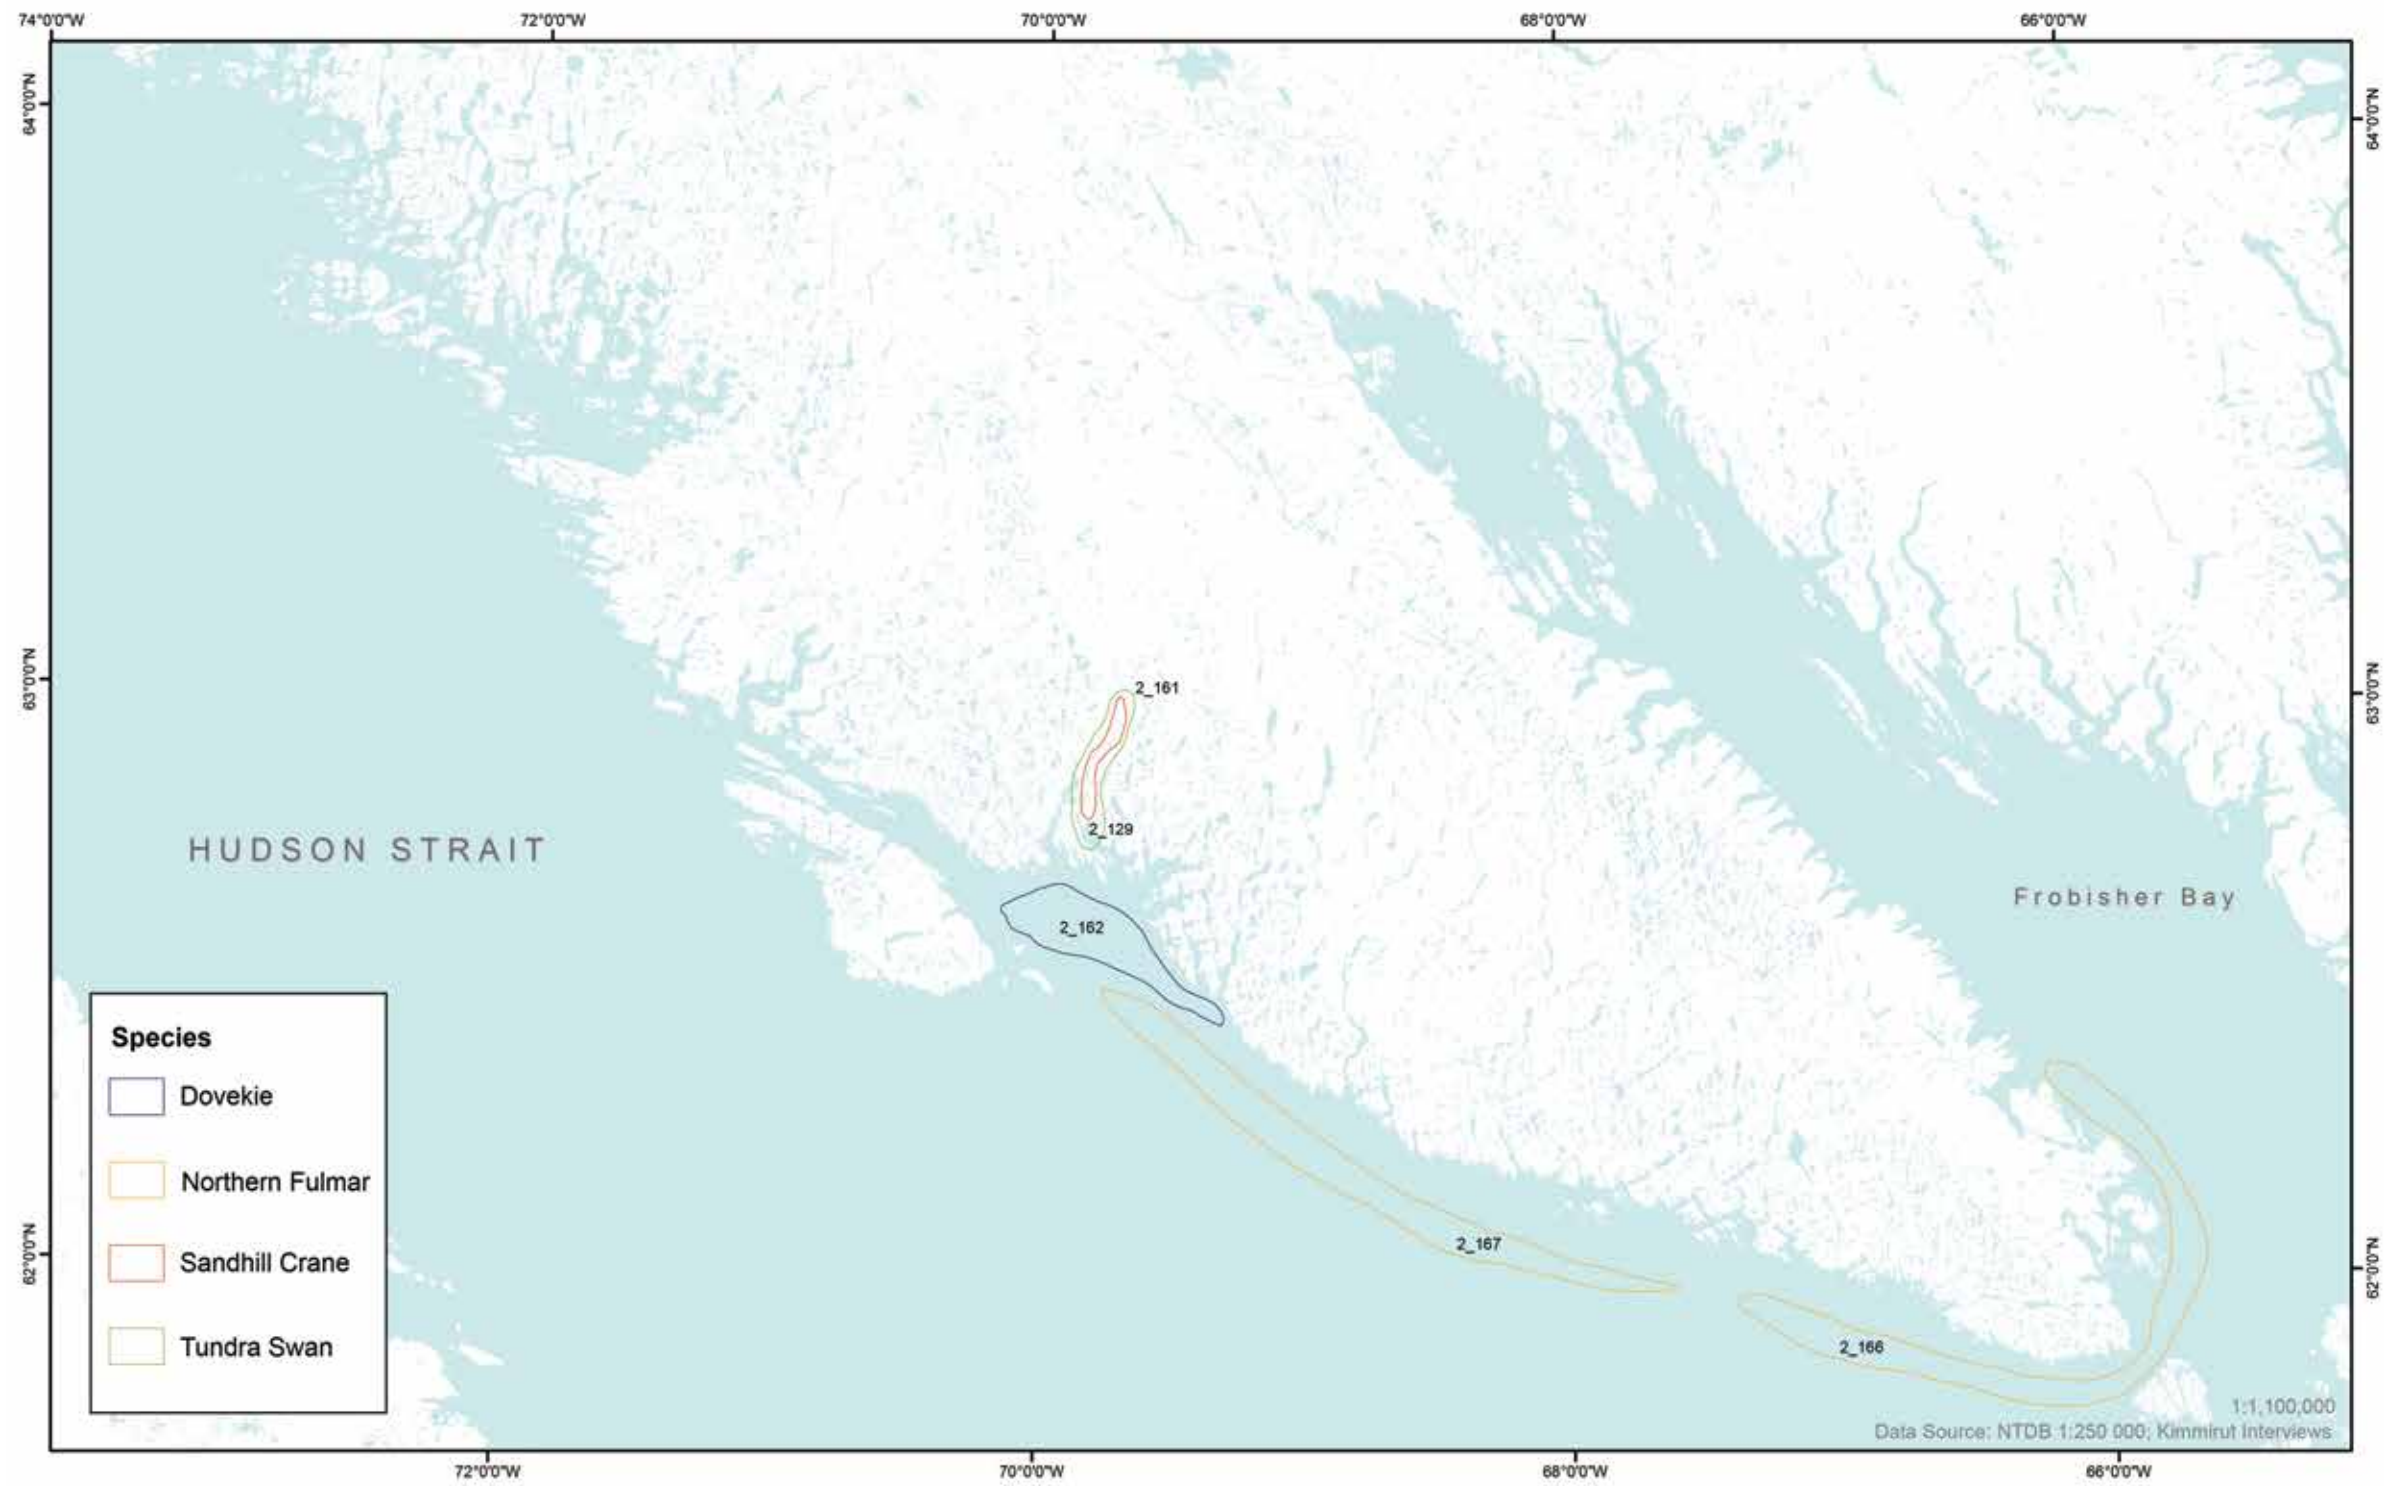 74°0'0"W 72°0'0"W 70°0'0"W 68°0'0"W 66°0'0"W
64°0'0"N
64°0'0"N
63°0'0"N
63°0'0"N
2_161
2_129
HUDSON STRAIT
Frobisher Bay
2_162
Species
Dovekie
Northern Fulmar
Sandhill Crane
Tundra Swan
62°0'0"N
62°0'0"N
2_167
2_166
1:1,100,000
Data Source: NTDB 1:250 000; Kimmirut Interviews
72°0'0"W 70°0'0"W 68°0'0"W 66°0'0"W